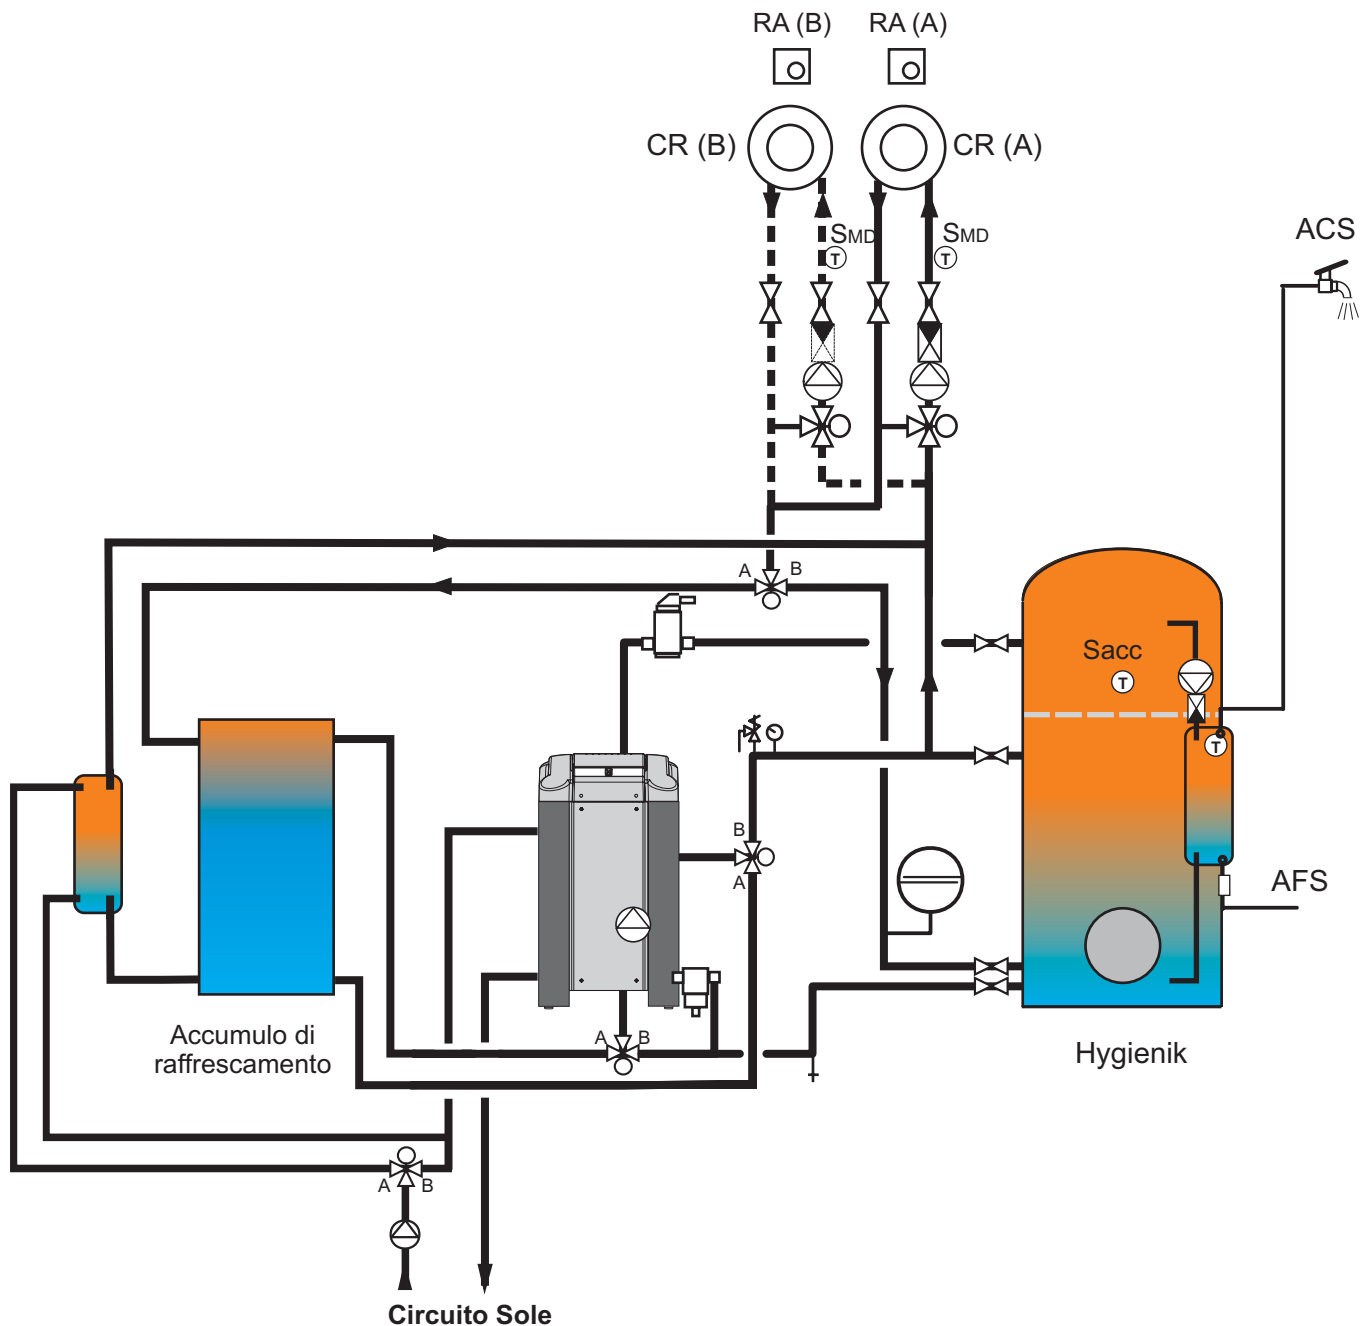 RA (B)
RA (A)
CR (B)
CR (A)
SMD
SMD
T
T
ACS
A
B
Sacc
T
T
B
A
AFS
Accumulo di
raffrescamento
A
B
Hygienik
A
B
Circuito Sole